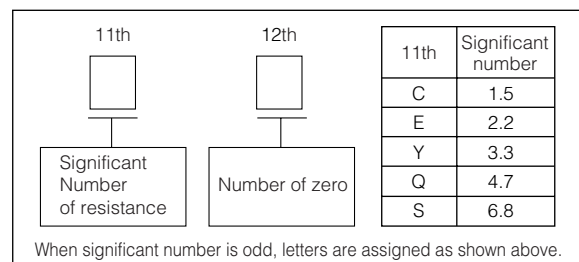 11th
12th
Significant
Number
of resistance
Number of zero
11th Significant number
C 1.5
E 2.2
Y 3.3
Q 4.7
S 6.8
When significant number is odd, letters are assigned as shown above.